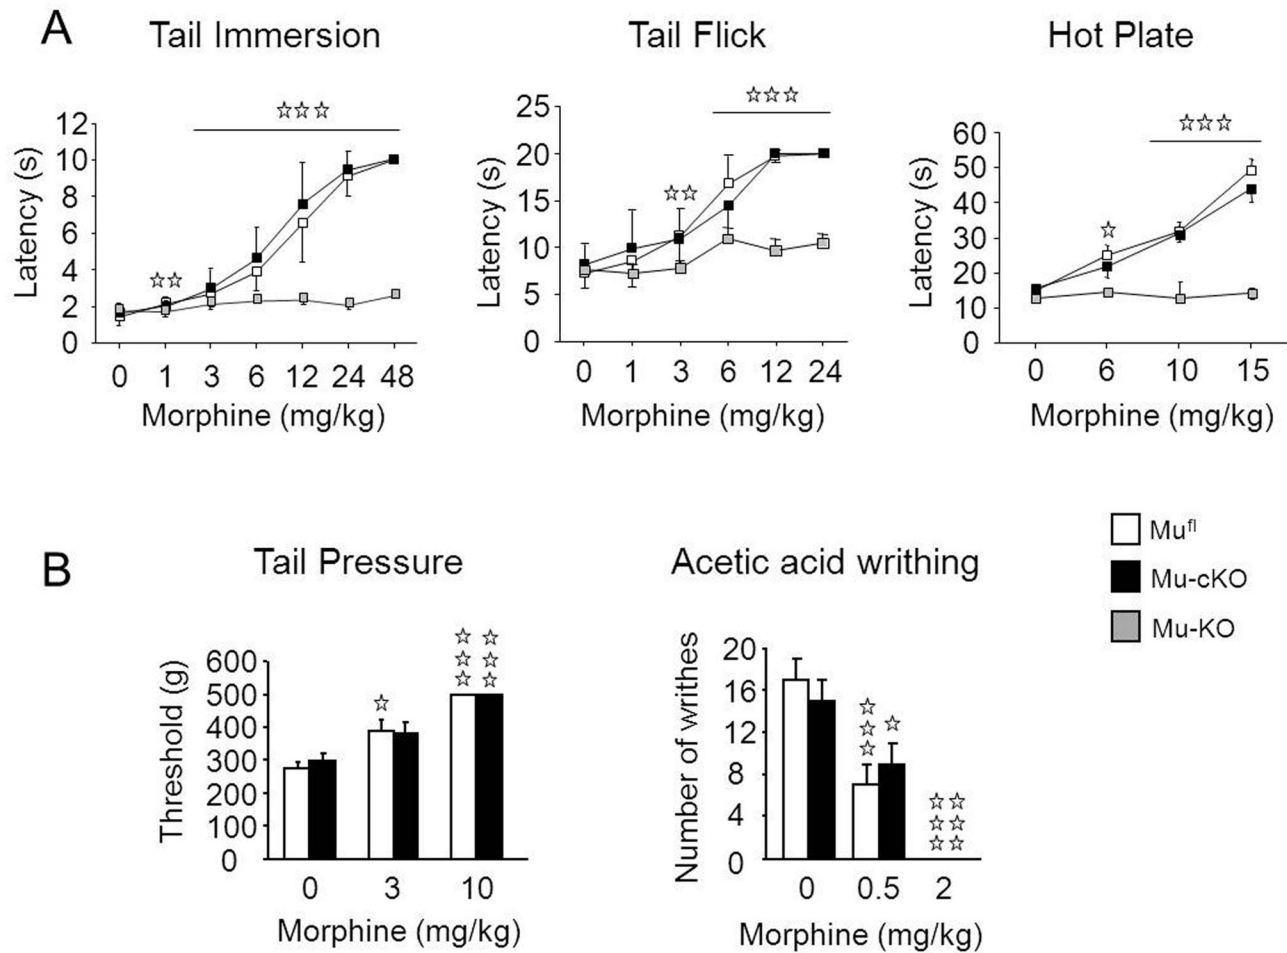 A
Tail Immersion
Tail Flick
Hot Plate
☆☆☆
☆☆
Latency (s)
12
10
8
6
4
2
0
0 1 3 6 12 24 48
Morphine (mg/kg)
☆☆☆
☆☆
Latency (s)
25
20
15
10
5
0
0 1 3 6 12 24
Morphine (mg/kg)
☆☆☆
☆
Latency (s)
60
50
40
30
20
10
0
0 6 10 15
Morphine (mg/kg)
Mufl
Mu-cKO
Mu-KO
B
Tail Pressure
Acetic acid writhing
Threshold (g)
600
500
400
300
200
100
0
☆
☆☆
☆☆
☆☆
0 3 10
Morphine (mg/kg)
Number of writhes
20
16
12
8
4
0
☆
☆
☆ ☆
☆☆
☆☆
☆☆
0 0.5 2
Morphine (mg/kg)